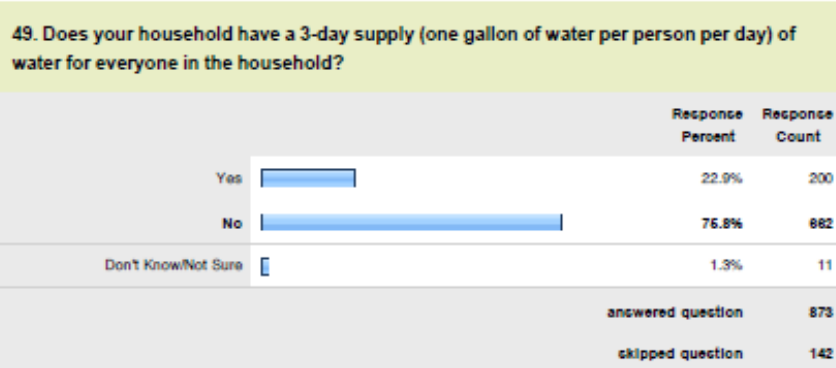 49. Does your household have a 3-day supply (one gallon of water per person per day) of
water for everyone in the household?
Response Response
Percent Count
Yes 22.9% 200
No 75.8% 662
Don't Know/Not Sure 1.3% 11
answered question 873
skipped question 142